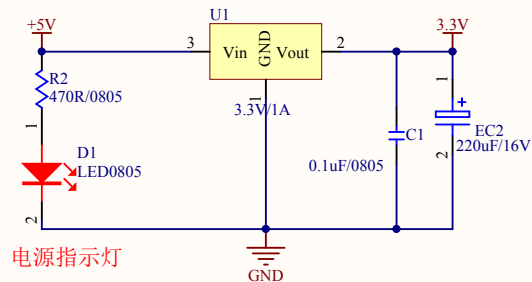 +5V
U1
3.3V
3
Vin
GND
Vout
2
R2
470R/0805
1
3.3V/1A
1
1
D1
LED0805
C1
0.1uF/0805
+
EC2
220uF/16V
2
2
电源指示灯
GND